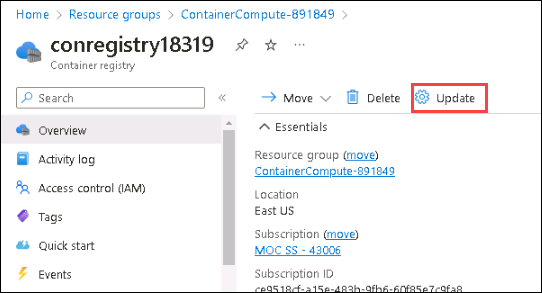 Home > Resource groups > ContainerCompute-891849 >
conregistry18319
Container registry
Search
Move Delete Update
Overview
Essentials
Activity log
Resource group (move)
ContainerCompute-891849
Access control (IAM)
Location
East US
Tags
Subscription (move)
Quick start
MOC SS - 43006
Events
Subscription ID
ce9518cf-a15e-483b-9fb6-60f85e7c9fa8